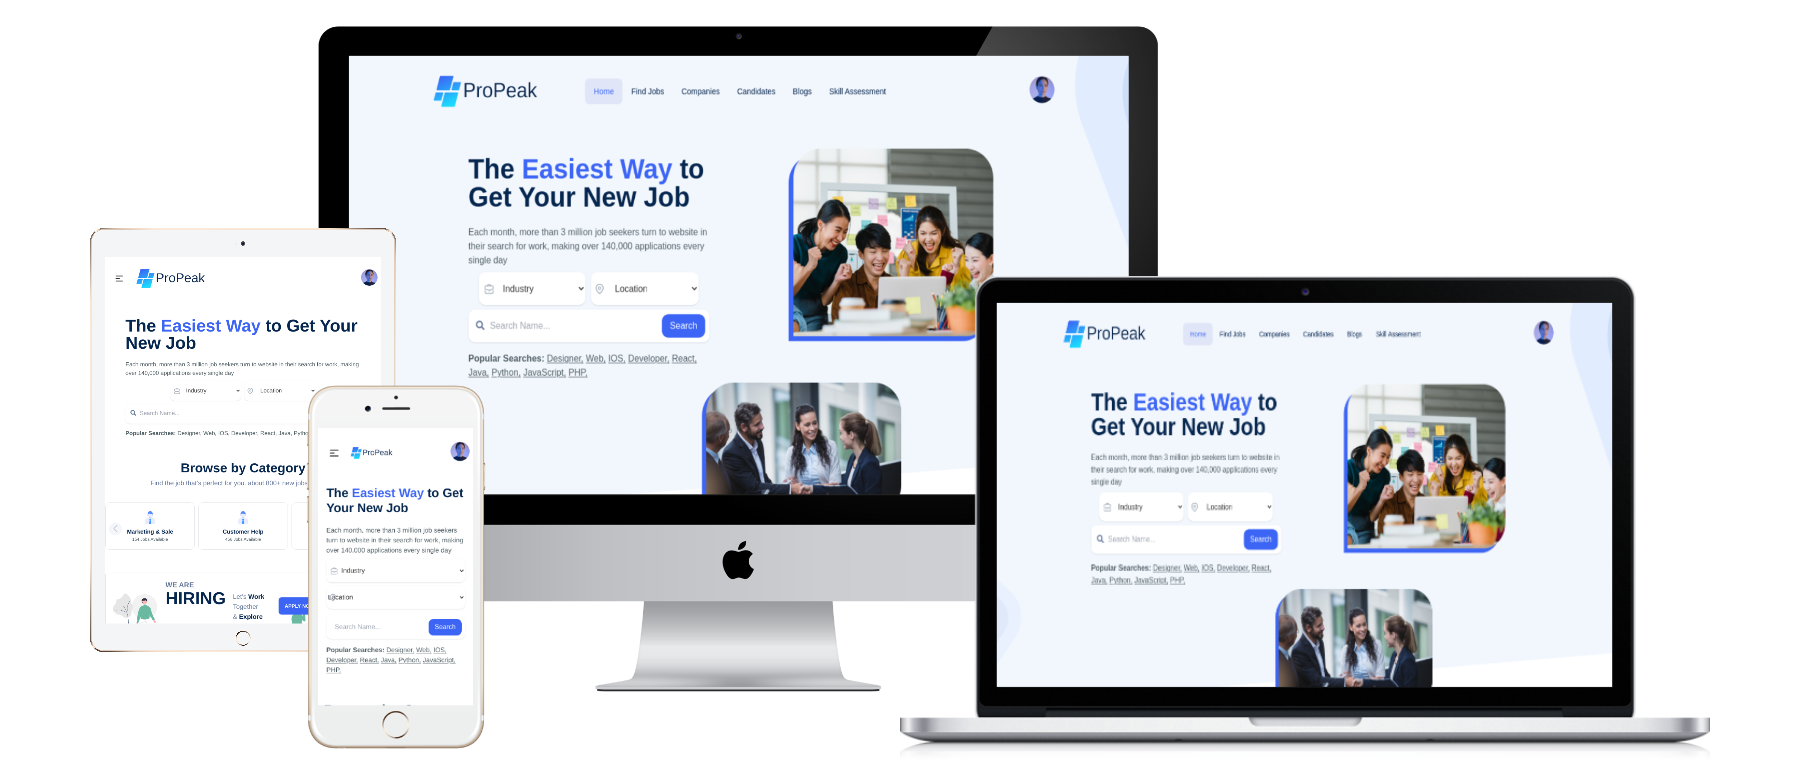 ProPeak
Home Find Jobs Companies Candidates Blogs Skill Assessment
The Easiest Way to
Get Your New Job
Each month, more than 3 million job seekers turn to website in
their search for work, making over 140,000 applications every
single day
Industry Location
Search Name... Search
Popular Searches: Designer, Web, IOS, Developer, React,
Java, Python, JavaScript, PHP,
ProPeak
The Easiest Way to Get Your
New Job
Each month, more than 3 million job seekers turn to website in their search for work, making
over 140,000 applications every single day
Industry Location
Search Name...
Popular Searches: Designer, Web, IOS, Developer, React, Java,
Browse by Category
Find the job that's perfect for you. about 800+ new jobs
Marketing & Sale Customer Help
Jobs Available Jobs Available
WE ARE
HIRING
Let's Work
Together
& Explore
APPLY
ProPeak
The Easiest Way to Get
Your New Job
Each month, more than 3 million job seekers
turn to website in their search for work, making
over 140,000 applications every single day
Industry
Location
Search Name... Search
Popular Searches: Designer, Web, IOS,
Developer, React, Java, Python, JavaScript,
PHP,
ProPeak
Home Find Jobs Companies Candidates Blogs Skill Assessment
The Easiest Way to
Get Your New Job
Each month, more than 3 million job seekers turn to website in
their search for work, making over 140,000 applications every
single day
Industry Location
Search Name... Search
Popular Searches: Designer, Web, IOS, Developer, React,
Java, Python, JavaScript, PHP,